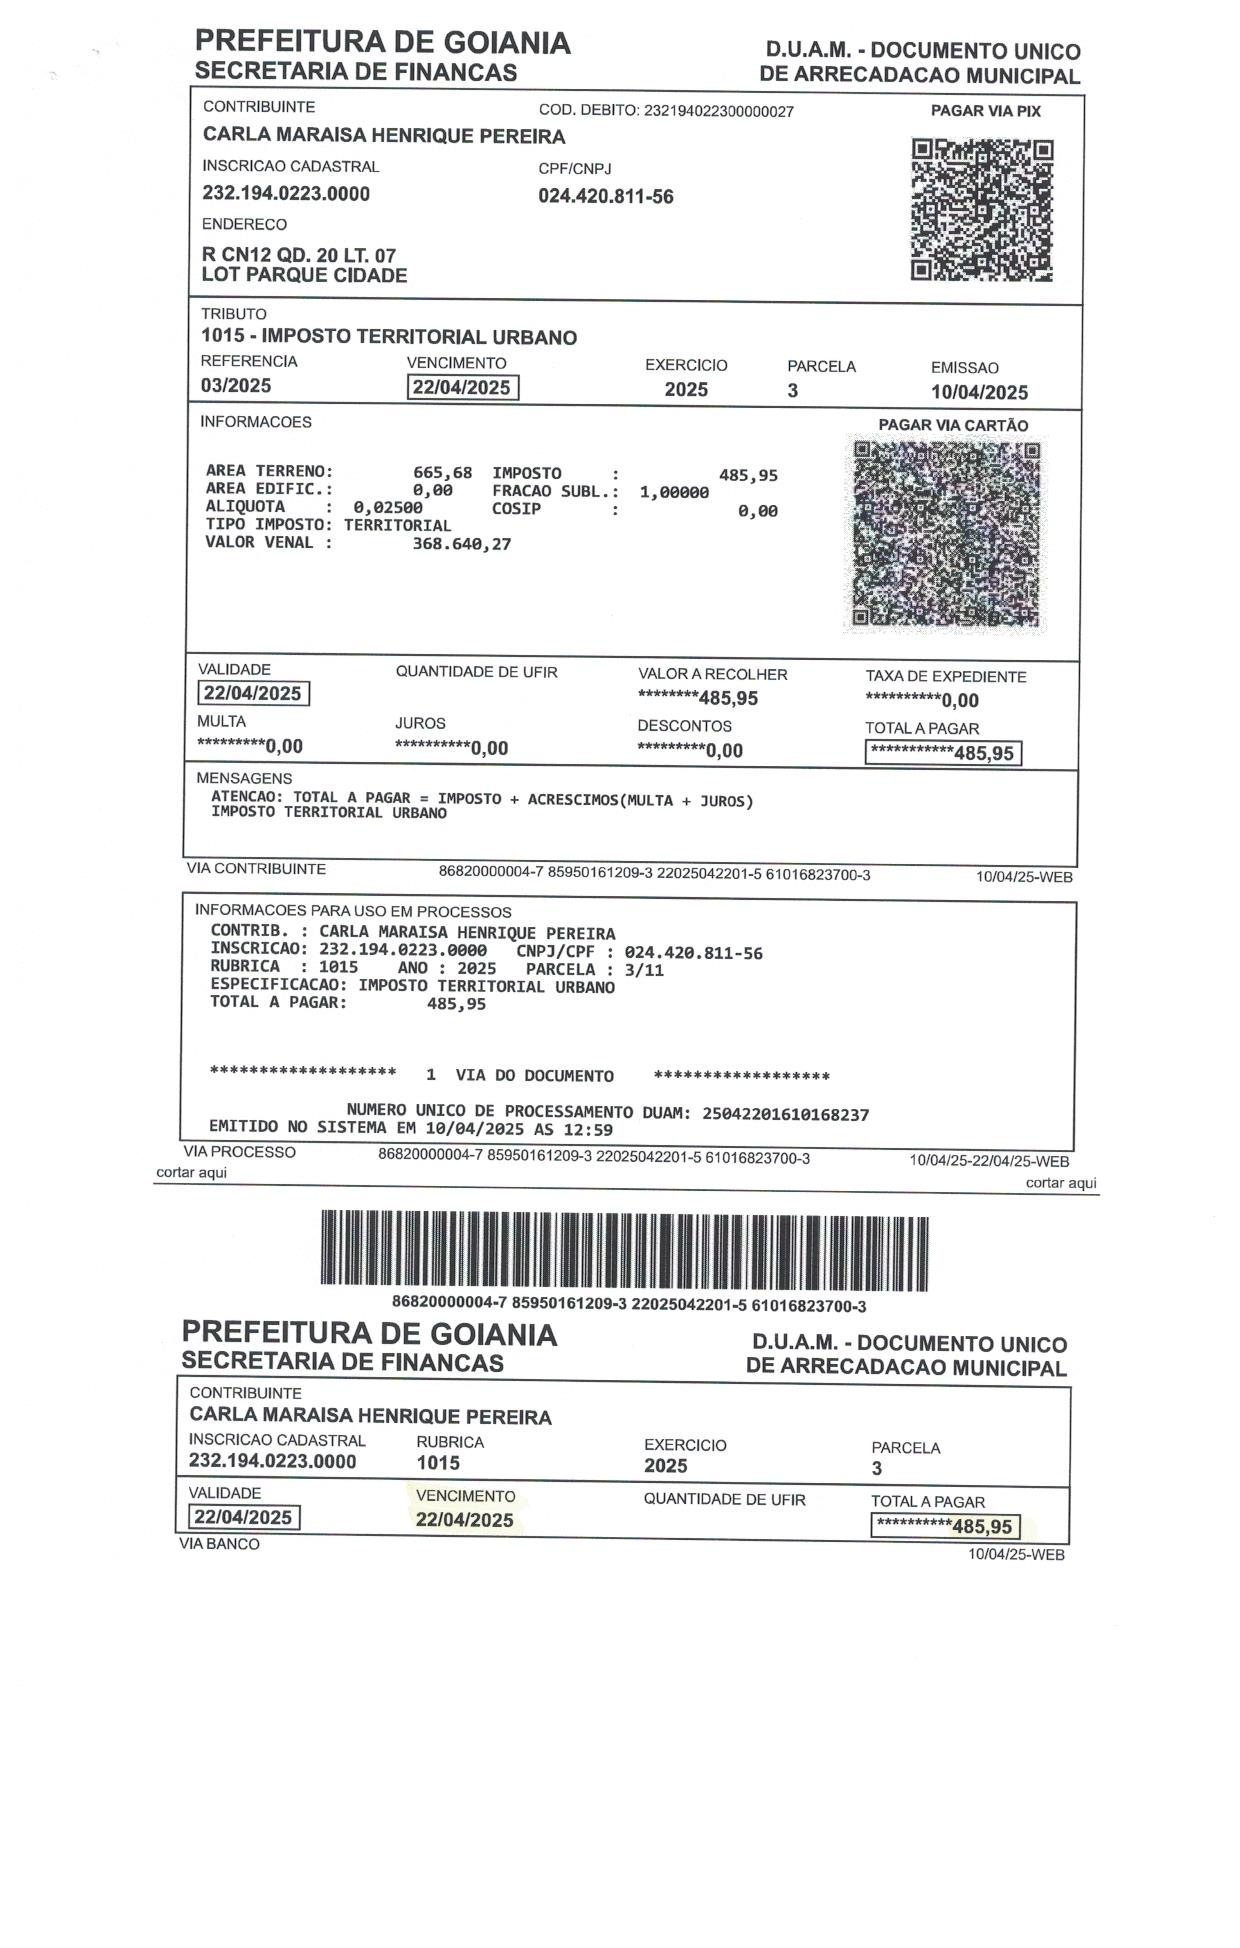 PREFEITURA DE GOIANIA
SECRETARIA DE FINANCAS
D.U.A.M. - DOCUMENTO UNICO
DE ARRECADACAO MUNICIPAL
CONTRIBUINTE
COD. DEBITO: 232194022300000027
PAGAR VIA PIX
CARLA MARAISA HENRIQUE PEREIRA
INSCRICAO CADASTRAL CPF/CNPJ
232.194.0223.0000 024.420.811-56
ENDERECO
R CN12 QD. 20 LT. 07
LOT PARQUE CIDADE
TRIBUTO
1015 - IMPOSTO TERRITORIAL URBANO
REFERENCIA VENCIMENTO EXERCICIO PARCELA EMISSAO
03/2025 22/04/2025 2025 3 10/04/2025
INFORMACOES PAGAR VIA CARTÃO
AREA TERRENO: 665,68 IMPOSTO : 485,95
AREA EDIFIC.: 0,00 FRACAO SUBL.: 1,00000
ALIQUOTA : 0,02500 COSIP : 0,00
TIPO IMPOSTO: TERRITORIAL
VALOR VENAL : 368.640,27
VALIDADE QUANTIDADE DE UFIR VALOR A RECOLHER TAXA DE EXPEDIENTE
22/04/2025 ********485,95 **********0,00
MULTA JUROS DESCONTOS TOTAL A PAGAR
*********0,00 **********0,00 *********0,00 ***********485,95
MENSAGENS
ATENCAO: TOTAL A PAGAR = IMPOSTO + ACRESCIMOS(MULTA + JUROS)
IMPOSTO TERRITORIAL URBANO
VIA CONTRIBUINTE 86820000004-7 85950161209-3 22025042201-5 61016823700-3 10/04/25-WEB
INFORMACOES PARA USO EM PROCESSOS
CONTRIB. : CARLA MARAISA HENRIQUE PEREIRA
INSCRICAO: 232.194.0223.0000 CNPJ/CPF : 024.420.811-56
RUBRICA : 1015 ANO : 2025 PARCELA : 3/11
ESPECIFICACAO: IMPOSTO TERRITORIAL URBANO
TOTAL A PAGAR: 485,95
******************* 1 VIA DO DOCUMENTO ******************
NUMERO UNICO DE PROCESSAMENTO DUAM: 25042201610168237
EMITIDO NO SISTEMA EM 10/04/2025 AS 12:59
VIA PROCESSO 86820000004-7 85950161209-3 22025042201-5 61016823700-3 10/04/25-22/04/25-WEB
cortar aqui cortar aqui
86820000004-7 85950161209-3 22025042201-5 61016823700-3
PREFEITURA DE GOIANIA
SECRETARIA DE FINANCAS
D.U.A.M. - DOCUMENTO UNICO
DE ARRECADACAO MUNICIPAL
CONTRIBUINTE
CARLA MARAISA HENRIQUE PEREIRA
INSCRICAO CADASTRAL RUBRICA EXERCICIO PARCELA
232.194.0223.0000 1015 2025 3
VALIDADE VENCIMENTO QUANTIDADE DE UFIR TOTAL A PAGAR
22/04/2025 22/04/2025 **********485,95
VIA BANCO 10/04/25-WEB